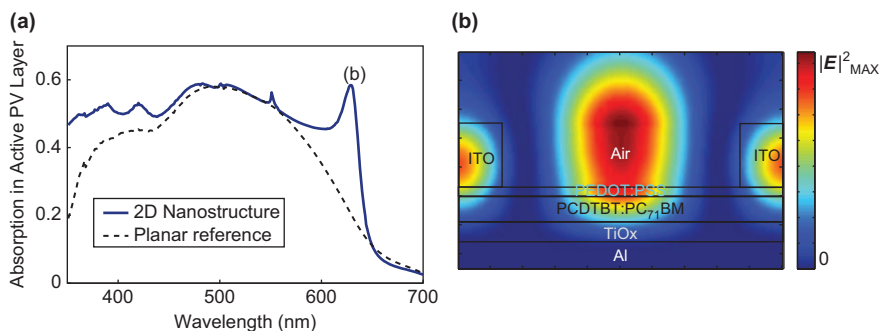 (a)
Absorption in Active PV Layer
0.6
0.4
0.2
0
(b)
2D Nanostructure
Planar reference
400
500
600
700
Wavelength (nm)
(b)
ITO
Air
ITO
PEDOT:PSS
PCDTBT:PC71BM
TiOx
Al
|E|²MAX
0